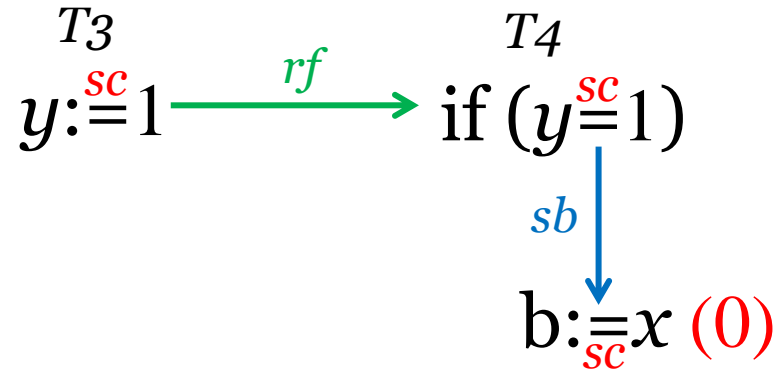 T3 T4
y:=1 sc rf if (y=1) sc
sb
b:=x (0)
sc